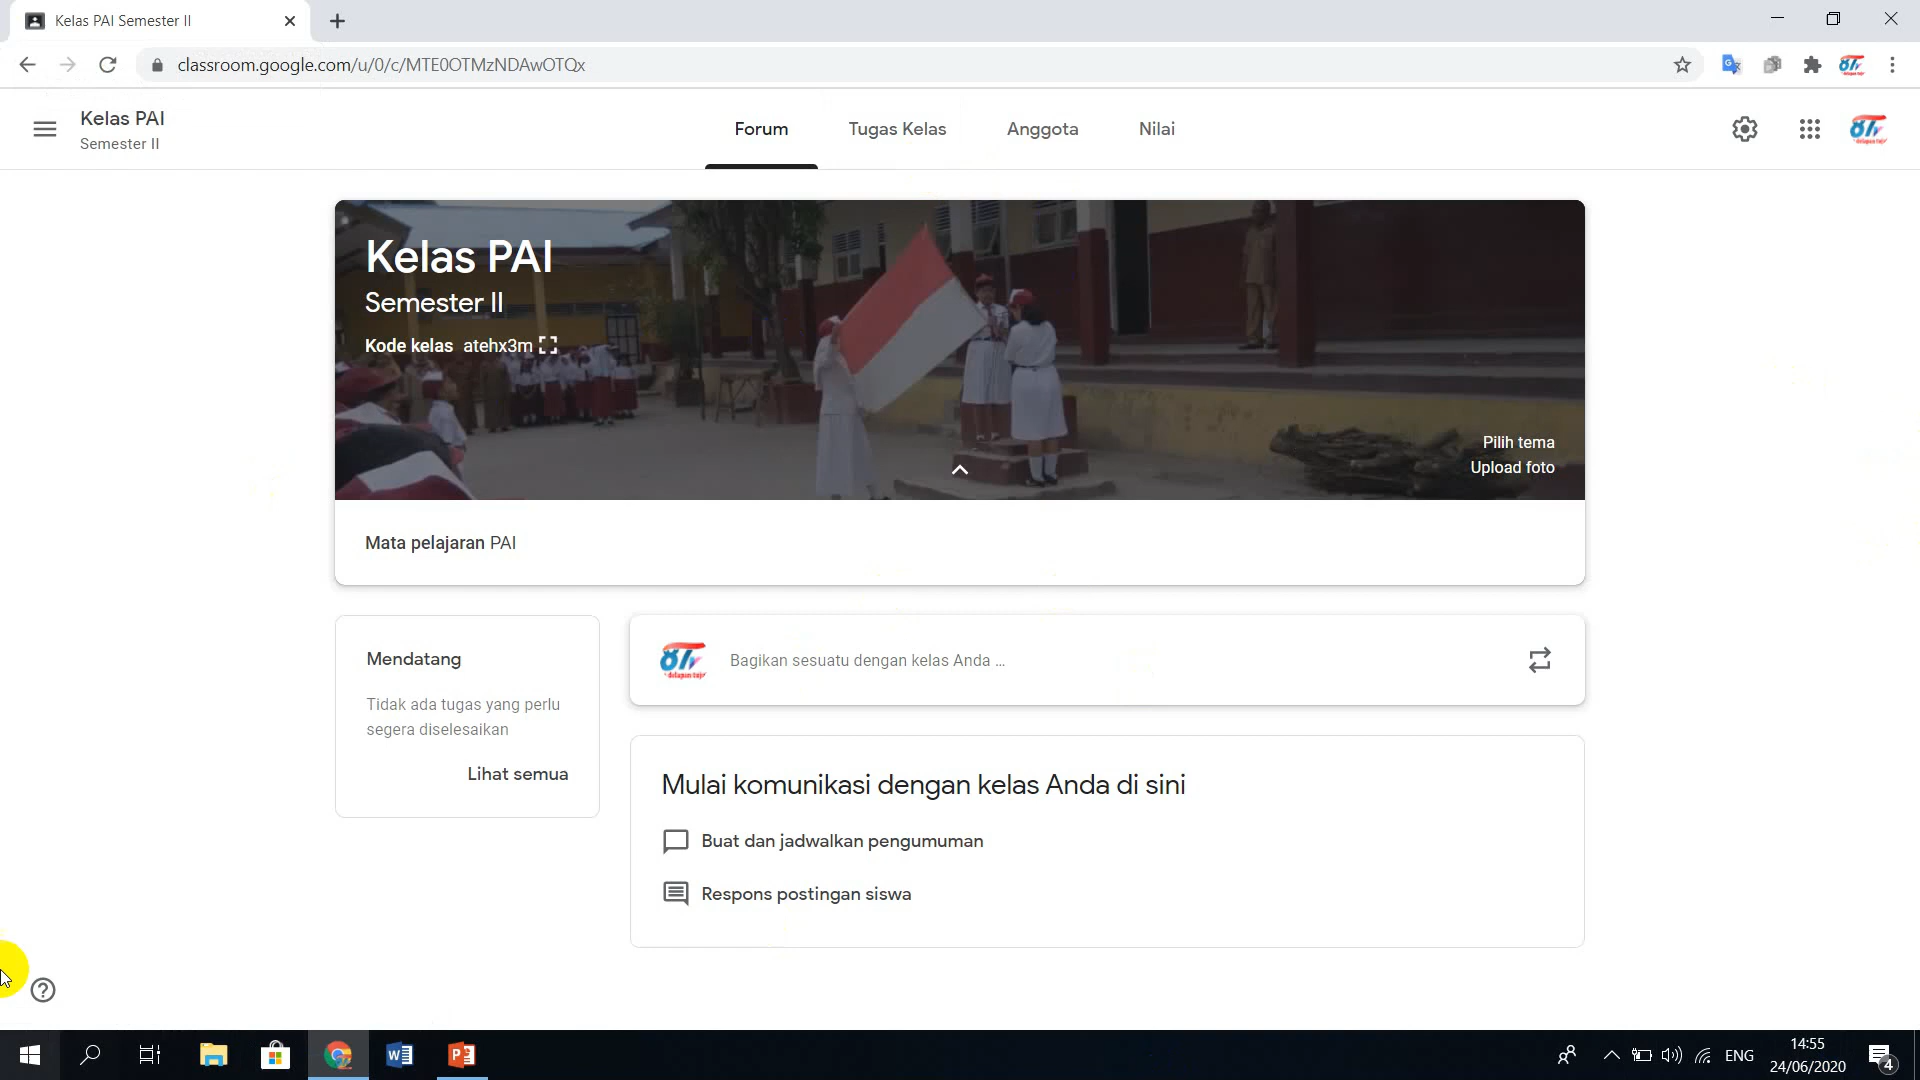 Kelas PAI Semester II
classroom.google.com/u/0/c/MTE0OTMzNDAwOTQx
Kelas PAI
Semester II
Forum
Tugas Kelas
Anggota
Nilai
Kelas PAI
Semester II
Kode kelas atehx3m
Pilih tema
Upload foto
Mata pelajaran PAI
Mendatang
Tidak ada tugas yang perlu
segera diselesaikan
Lihat semua
Bagikan sesuatu dengan kelas Anda ...
Mulai komunikasi dengan kelas Anda di sini
Buat dan jadwalkan pengumuman
Respons postingan siswa
ENG
14:55
24/06/2020
4